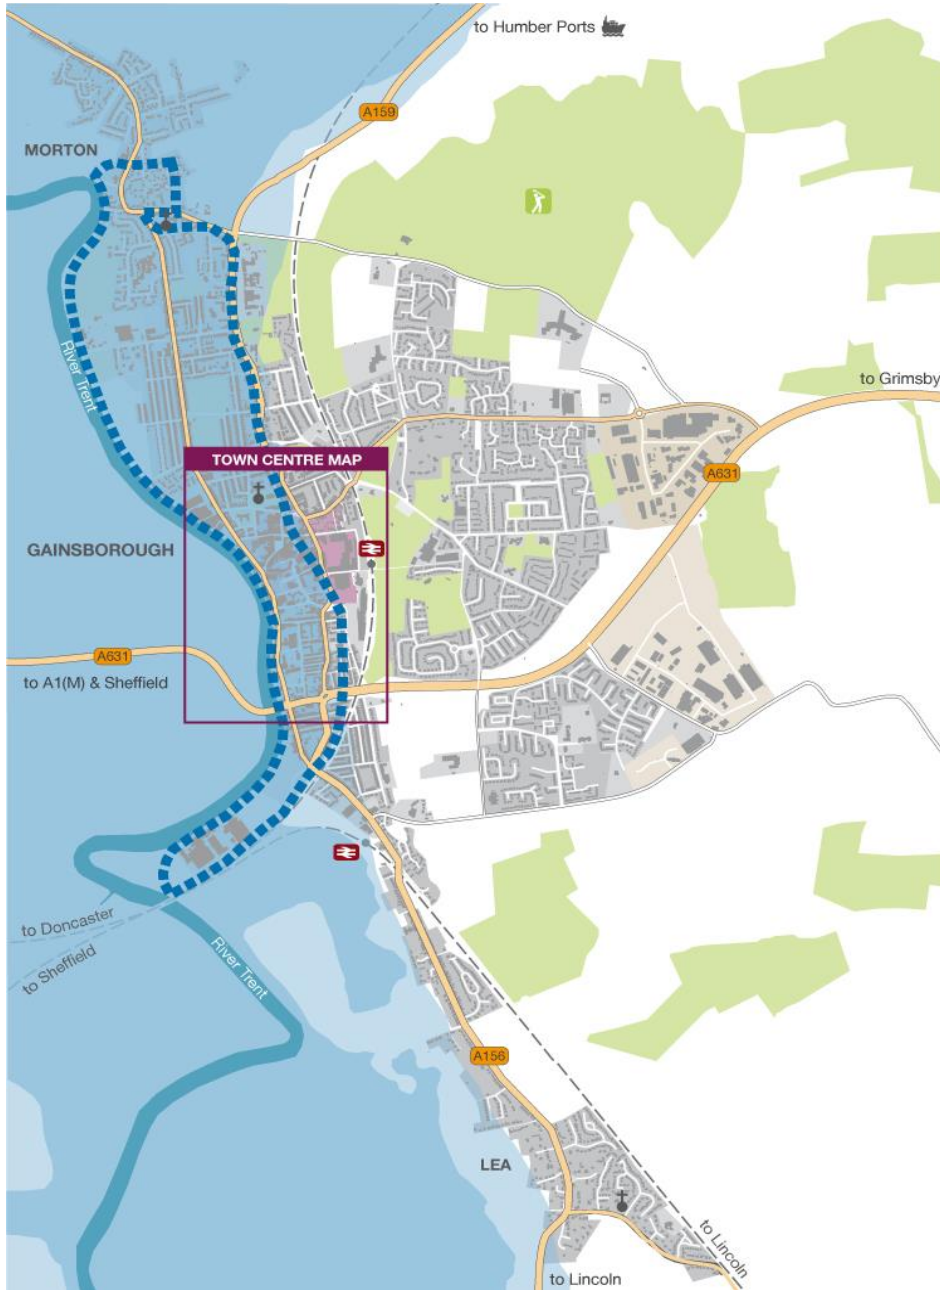 to Humber Ports
A159
MORTON
River Trent
to Grimsby
TOWN CENTRE MAP
A631
GAINSBOROUGH
A631
to A1(M) & Sheffield
to Doncaster
to Sheffield
River Trent
A156
LEA
to Lincoln
to Lincoln